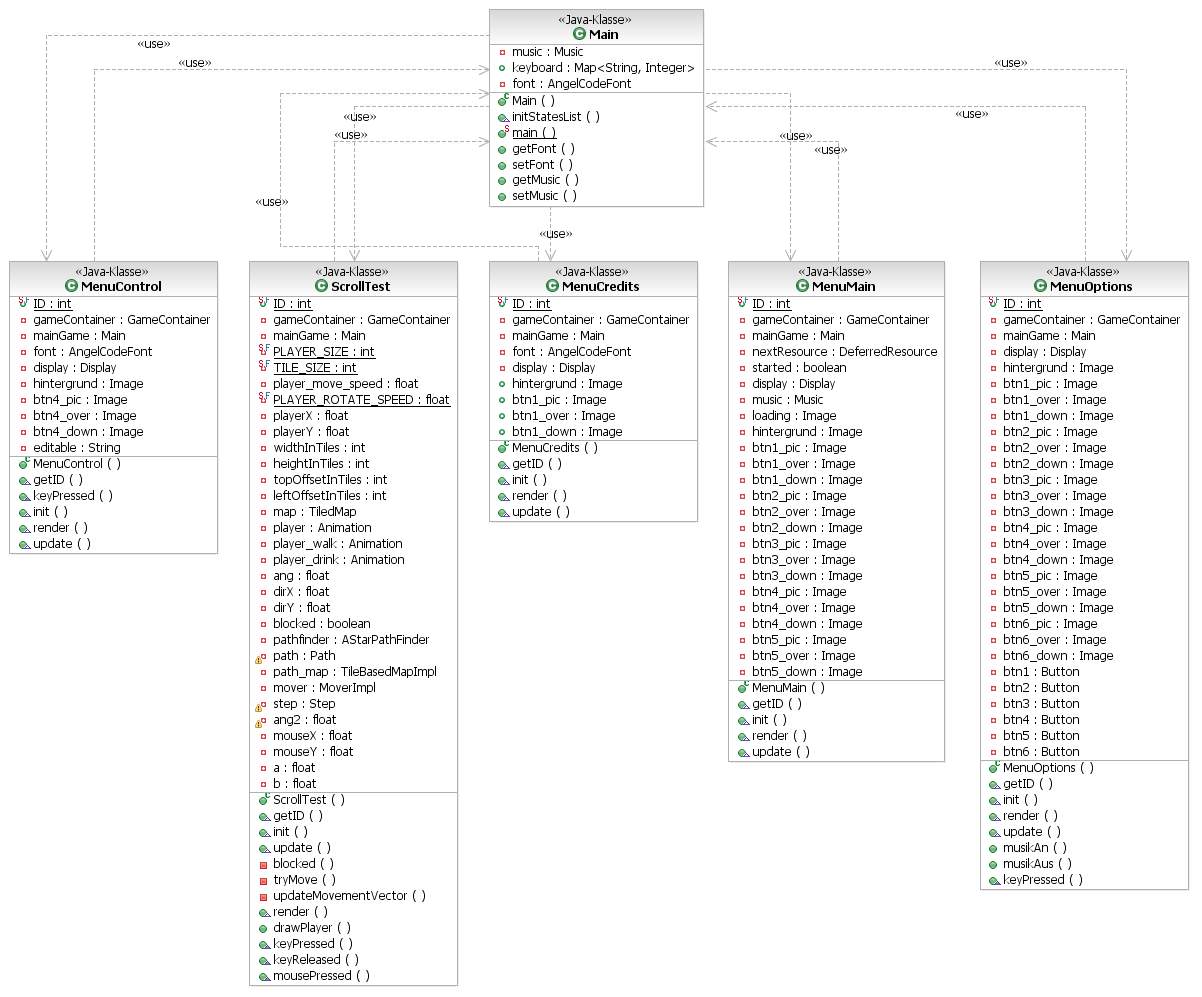 «Java-Klasse»
Main
music : Music
keyboard : Map<String, Integer>
font : AngelCodeFont
Main ( )
initStatesList ( )
main ( )
getFont ( )
setFont ( )
getMusic ( )
setMusic ( )
«use»
«use»
«use»
«use»
«use»
«use»
«use»
«use»
«use»
«use»
«Java-Klasse»
MenuControl
ID : int
gameContainer : GameContainer
mainGame : Main
font : AngelCodeFont
display : Display
hintergrund : Image
btn4_pic : Image
btn4_over : Image
btn4_down : Image
editable : String
MenuControl ( )
getID ( )
keyPressed ( )
init ( )
render ( )
update ( )
«Java-Klasse»
ScrollTest
ID : int
gameContainer : GameContainer
mainGame : Main
PLAYER_SIZE : int
TILE_SIZE : int
player_move_speed : float
PLAYER_ROTATE_SPEED : float
playerX : float
playerY : float
widthInTiles : int
heightInTiles : int
topOffsetInTiles : int
leftOffsetInTiles : int
map : TiledMap
player : Animation
player_walk : Animation
player_drink : Animation
ang : float
dirX : float
dirY : float
blocked : boolean
pathfinder : AStarPathFinder
path : Path
path_map : TileBasedMapImpl
mover : MoverImpl
step : Step
ang2 : float
mouseX : float
mouseY : float
a : float
b : float
ScrollTest ( )
getID ( )
init ( )
update ( )
blocked ( )
tryMove ( )
updateMovementVector ( )
render ( )
drawPlayer ( )
keyPressed ( )
keyReleased ( )
mousePressed ( )
«Java-Klasse»
MenuCredits
ID : int
gameContainer : GameContainer
mainGame : Main
font : AngelCodeFont
display : Display
hintergrund : Image
btn1_pic : Image
btn1_over : Image
btn1_down : Image
MenuCredits ( )
getID ( )
init ( )
render ( )
update ( )
«Java-Klasse»
MenuMain
ID : int
gameContainer : GameContainer
mainGame : Main
nextResource : DeferredResource
started : boolean
display : Display
music : Music
loading : Image
hintergrund : Image
btn1_pic : Image
btn1_over : Image
btn1_down : Image
btn2_pic : Image
btn2_over : Image
btn2_down : Image
btn3_pic : Image
btn3_over : Image
btn3_down : Image
btn4_pic : Image
btn4_over : Image
btn4_down : Image
btn5_pic : Image
btn5_over : Image
btn5_down : Image
MenuMain ( )
getID ( )
init ( )
render ( )
update ( )
«Java-Klasse»
MenuOptions
ID : int
gameContainer : GameContainer
mainGame : Main
display : Display
hintergrund : Image
btn1_pic : Image
btn1_over : Image
btn1_down : Image
btn2_pic : Image
btn2_over : Image
btn2_down : Image
btn3_pic : Image
btn3_over : Image
btn3_down : Image
btn4_pic : Image
btn4_over : Image
btn4_down : Image
btn5_pic : Image
btn5_over : Image
btn5_down : Image
btn6_pic : Image
btn6_over : Image
btn6_down : Image
btn1 : Button
btn2 : Button
btn3 : Button
btn4 : Button
btn5 : Button
btn6 : Button
MenuOptions ( )
getID ( )
init ( )
render ( )
update ( )
musikAn ( )
musikAus ( )
keyPressed ( )